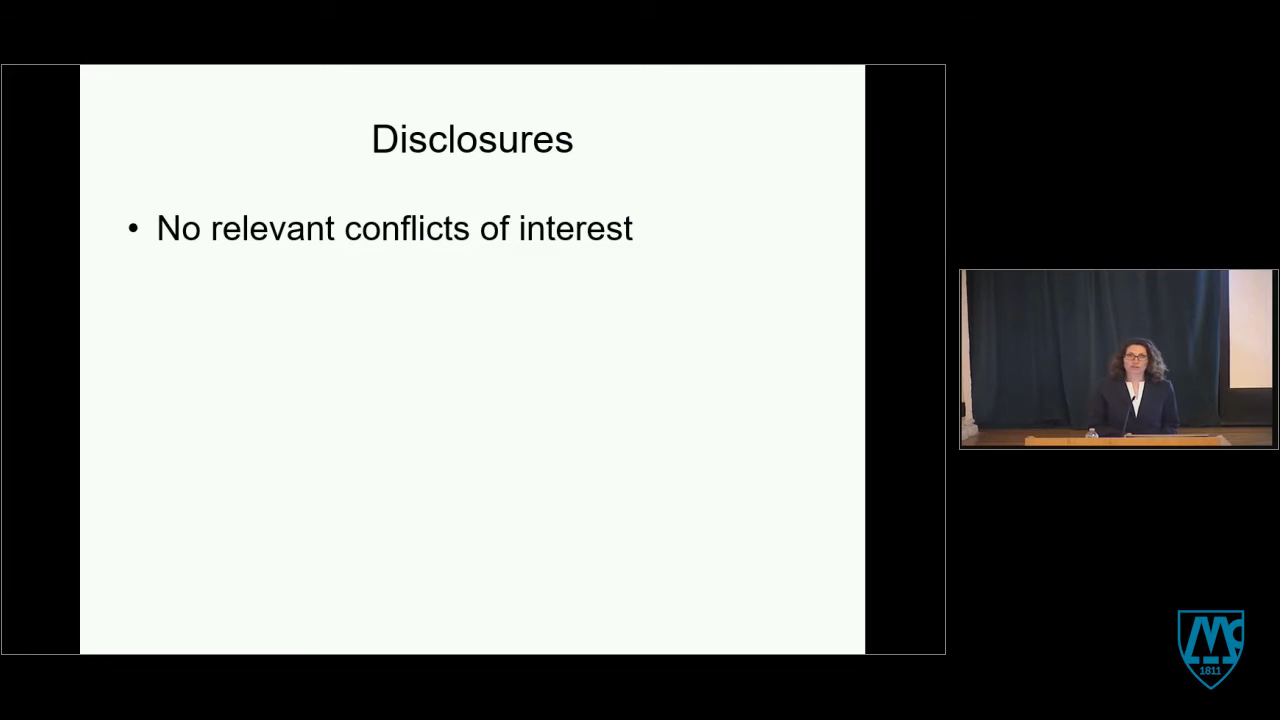 Disclosures
• No relevant conflicts of interest
1811